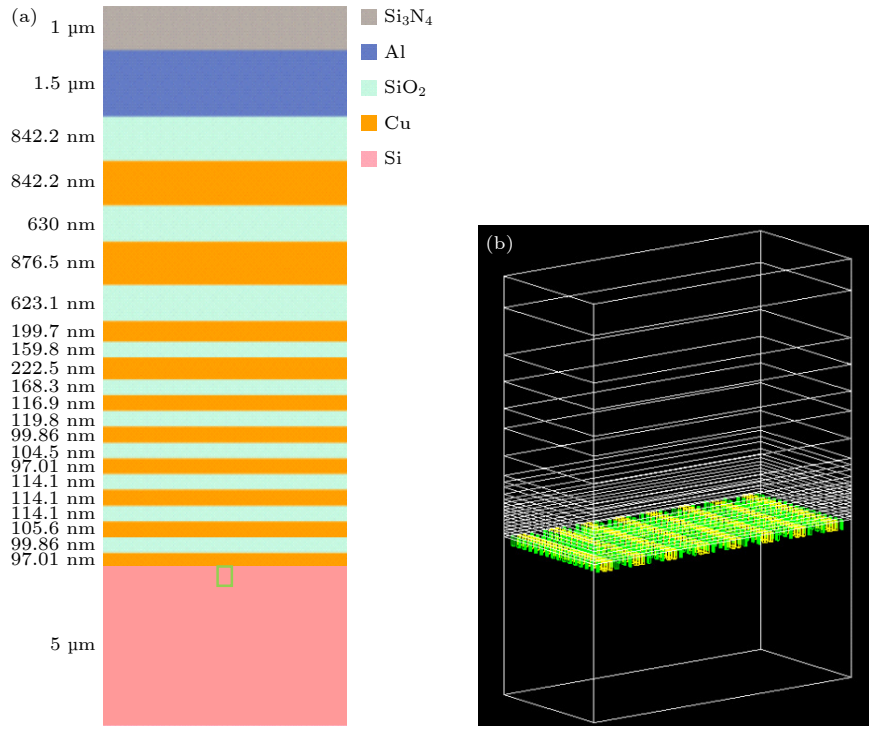 (a)
1 µm
1.5 µm
842.2 nm
842.2 nm
630 nm
876.5 nm
623.1 nm
199.7 nm
159.8 nm
222.5 nm
168.3 nm
116.9 nm
119.8 nm
99.86 nm
104.5 nm
97.01 nm
114.1 nm
114.1 nm
114.1 nm
105.6 nm
99.86 nm
97.01 nm
5 µm
Si₃N₄
Al
SiO₂
Cu
Si
(b)